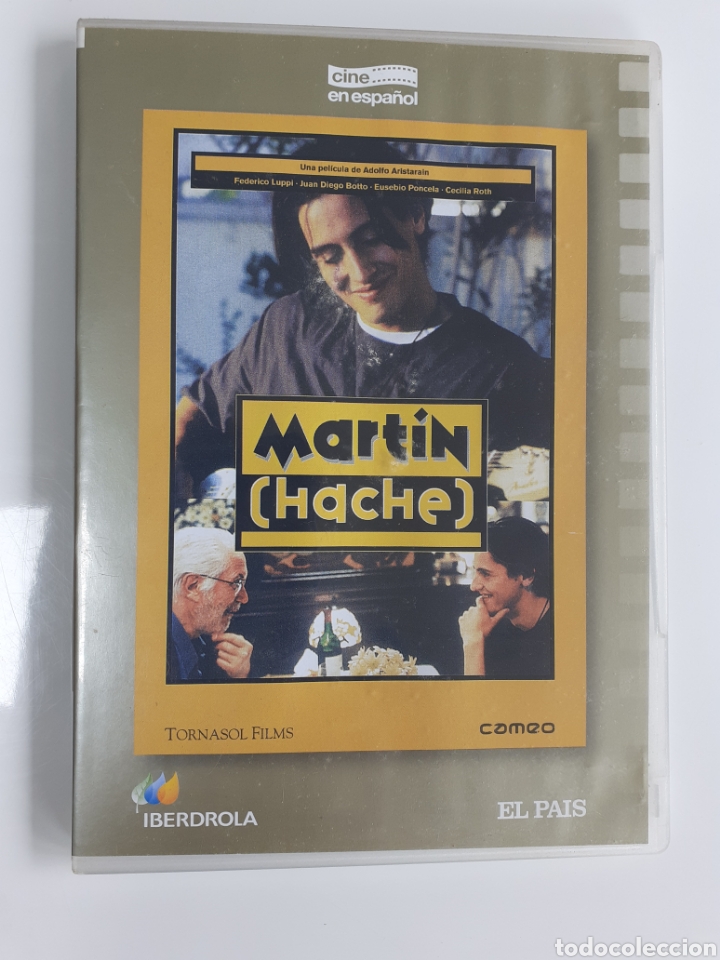 cine
en español
Una película de Adolfo Aristarain
Federico Luppi · Juan Diego Botto · Eusebio Poncela · Cecilia Roth
Martín
(Hache)
TORNASOL FILMS
cameo
IBERDROLA
EL PAIS
todocoleccion